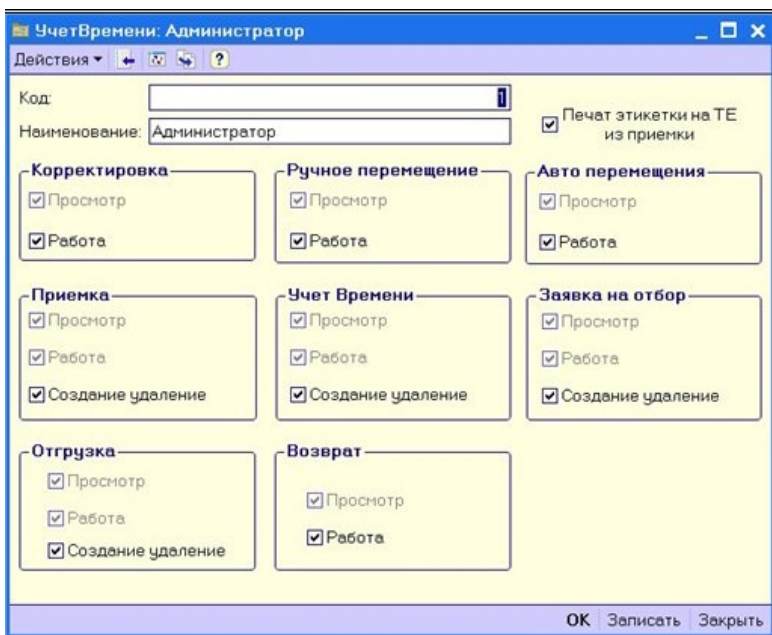 УчетВремени: Администратор
Действия
Код: 1
Наименование: Администратор
Печат этикетки на ТЕ
из приемки
Корректировка
Просмотр
Работа
Ручное перемещение
Просмотр
Работа
Авто перемещения
Просмотр
Работа
Приемка
Просмотр
Работа
Создание удаление
Учет Времени
Просмотр
Работа
Создание удаление
Заявка на отбор
Просмотр
Работа
Создание удаление
Отгрузка
Просмотр
Работа
Создание удаление
Возврат
Просмотр
Работа
OK Записать Закрыть